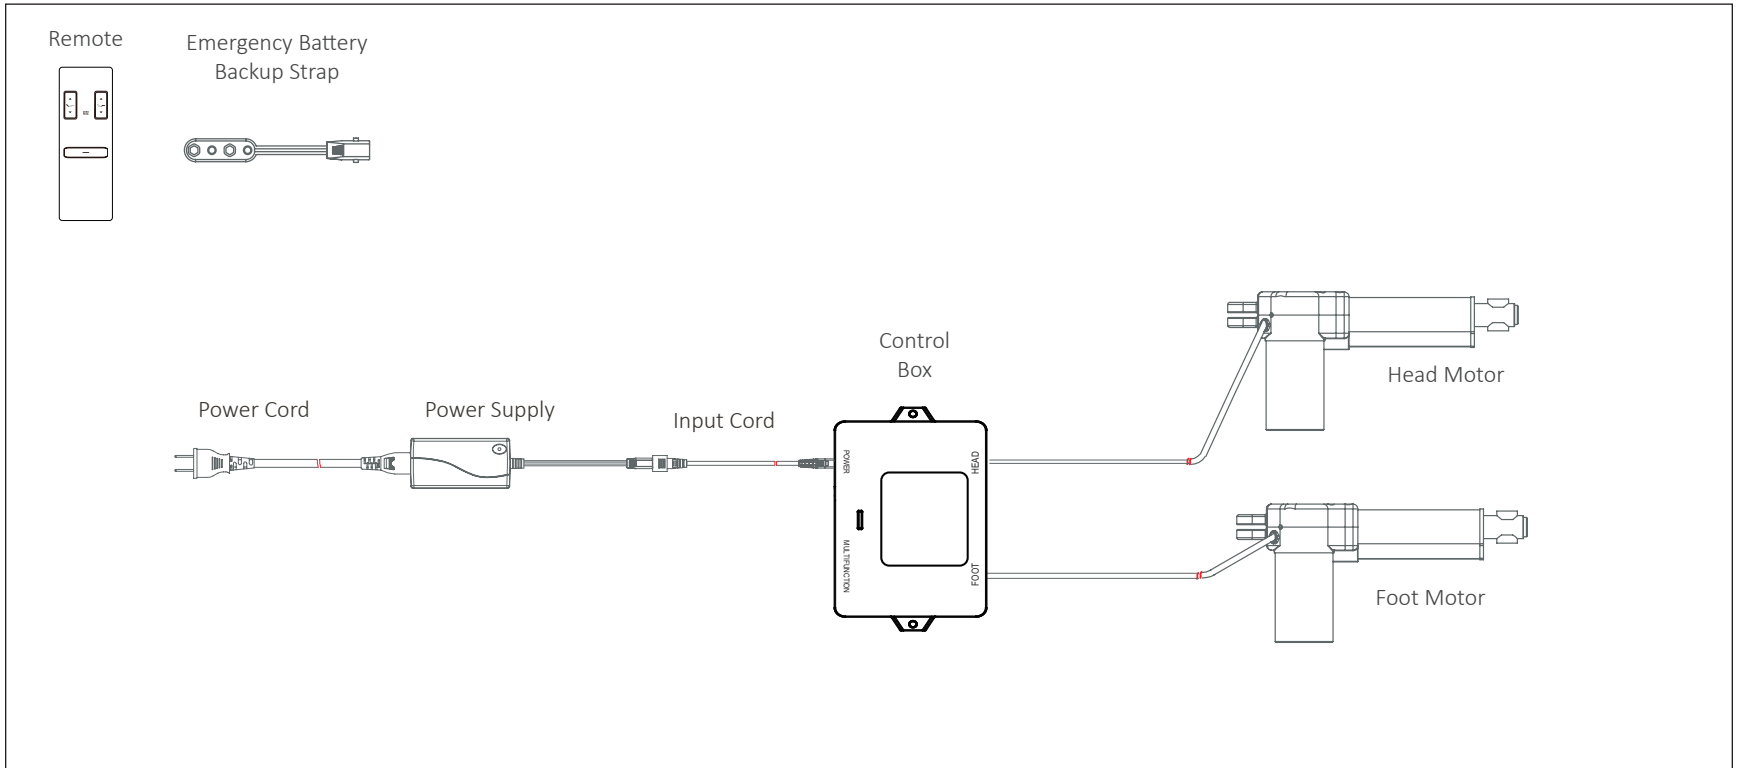 Remote
Emergency Battery
Backup Strap
Control
Box
Head Motor
Power Cord
Power Supply
Input Cord
POWER
HEAD
MULTIFUNCTION
FOOT
Foot Motor